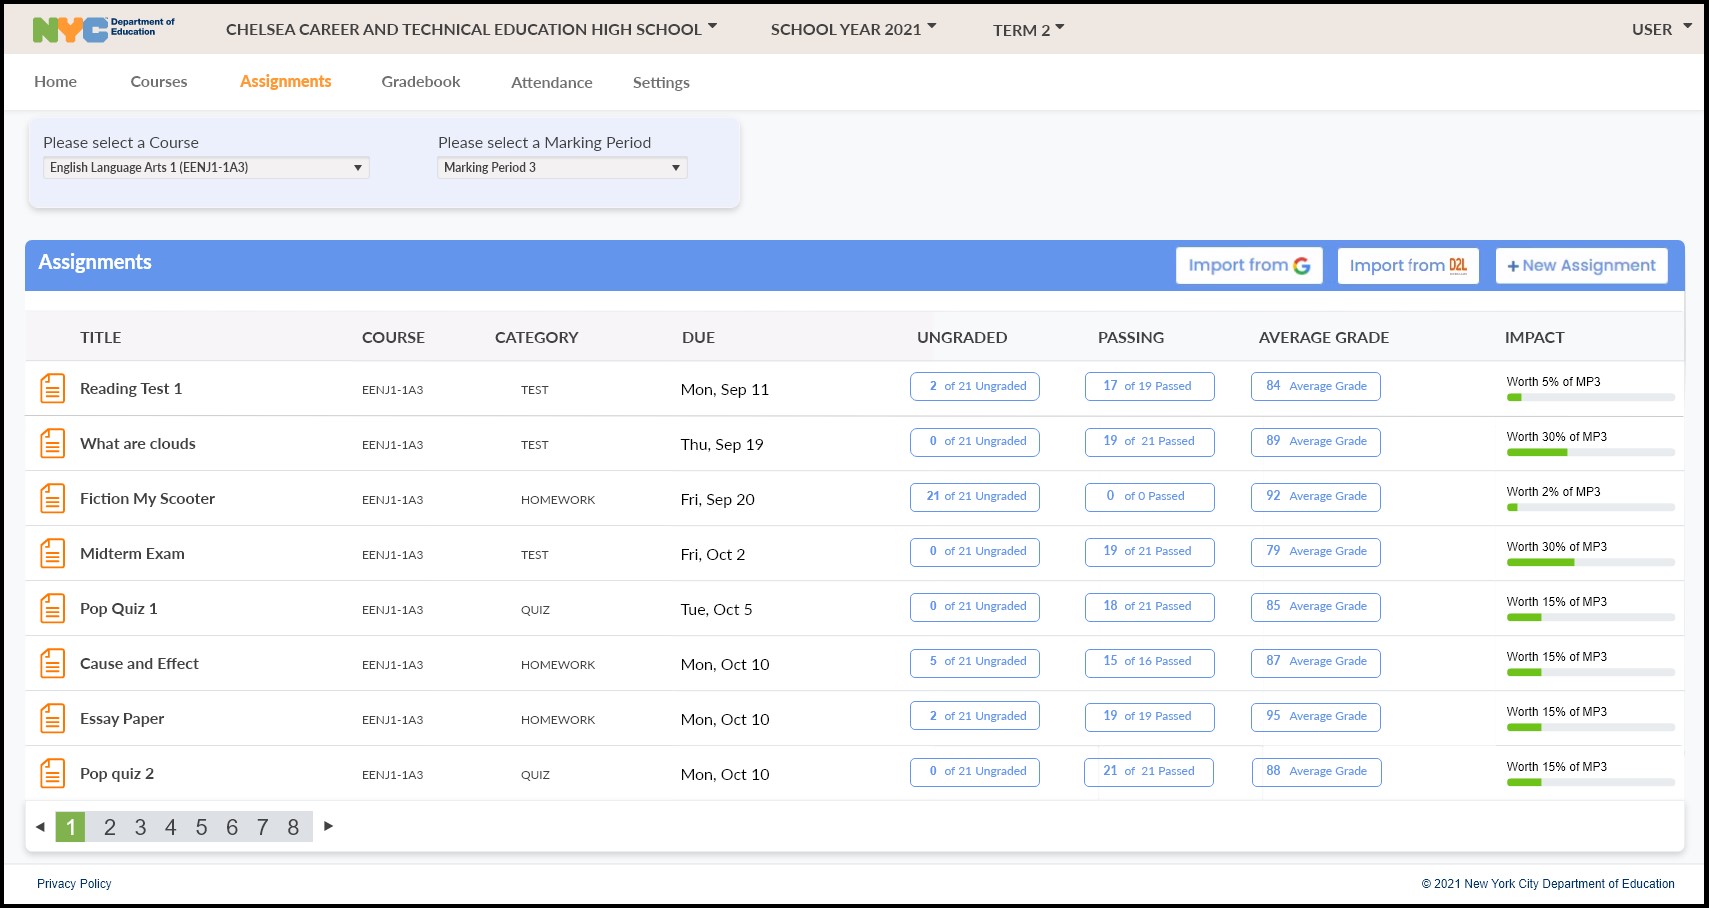 NYC Department of Education
CHELSEA CAREER AND TECHNICAL EDUCATION HIGH SCHOOL SCHOOL YEAR 2021 TERM 2 USER
Home Courses Assignments Gradebook Attendance Settings
Please select a Course Please select a Marking Period
English Language Arts 1 (EENJ1-1A3) Marking Period 3
Assignments Import from G Import from D2L + New Assignment
TITLE COURSE CATEGORY DUE UNGRADED PASSING AVERAGE GRADE IMPACT
Reading Test 1 EENJ1-1A3 TEST Mon, Sep 11 2 of 21 Ungraded 17 of 19 Passed 84 Average Grade Worth 5% of MP3
What are clouds EENJ1-1A3 TEST Thu, Sep 19 0 of 21 Ungraded 19 of 21 Passed 89 Average Grade Worth 30% of MP3
Fiction My Scooter EENJ1-1A3 HOMEWORK Fri, Sep 20 21 of 21 Ungraded 0 of 0 Passed 92 Average Grade Worth 2% of MP3
Midterm Exam EENJ1-1A3 TEST Fri, Oct 2 0 of 21 Ungraded 19 of 21 Passed 79 Average Grade Worth 30% of MP3
Pop Quiz 1 EENJ1-1A3 QUIZ Tue, Oct 5 0 of 21 Ungraded 18 of 21 Passed 85 Average Grade Worth 15% of MP3
Cause and Effect EENJ1-1A3 HOMEWORK Mon, Oct 10 5 of 21 Ungraded 15 of 16 Passed 87 Average Grade Worth 15% of MP3
Essay Paper EENJ1-1A3 HOMEWORK Mon, Oct 10 2 of 21 Ungraded 19 of 19 Passed 95 Average Grade Worth 15% of MP3
Pop quiz 2 EENJ1-1A3 QUIZ Mon, Oct 10 0 of 21 Ungraded 21 of 21 Passed 88 Average Grade Worth 15% of MP3
1 2 3 4 5 6 7 8
Privacy Policy © 2021 New York City Department of Education